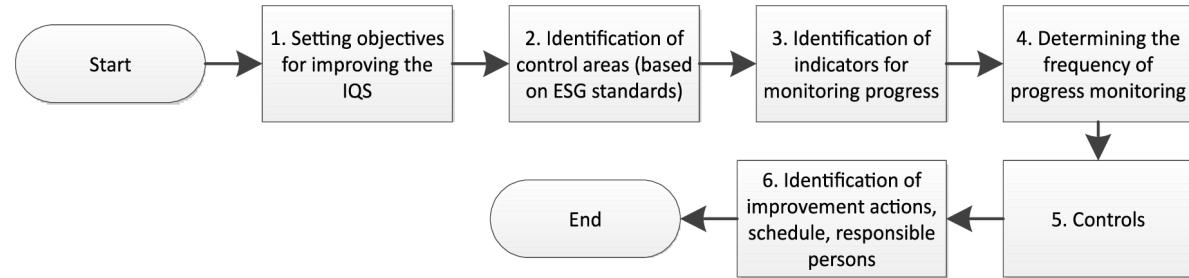 Start
1. Setting objectives
for improving the
IQS
2. Identification of
control areas (based
on ESG standards)
3. Identification of
indicators for
monitoring progress
4. Determining the
frequency of
progress monitoring
5. Controls
6. Identification of
improvement actions,
schedule, responsible
persons
End